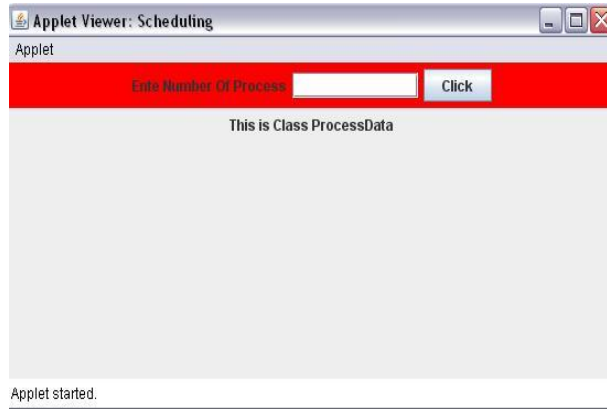 Applet Viewer: Scheduling
Applet
Ente Number Of Process Click
This is Class ProcessData
Applet started.